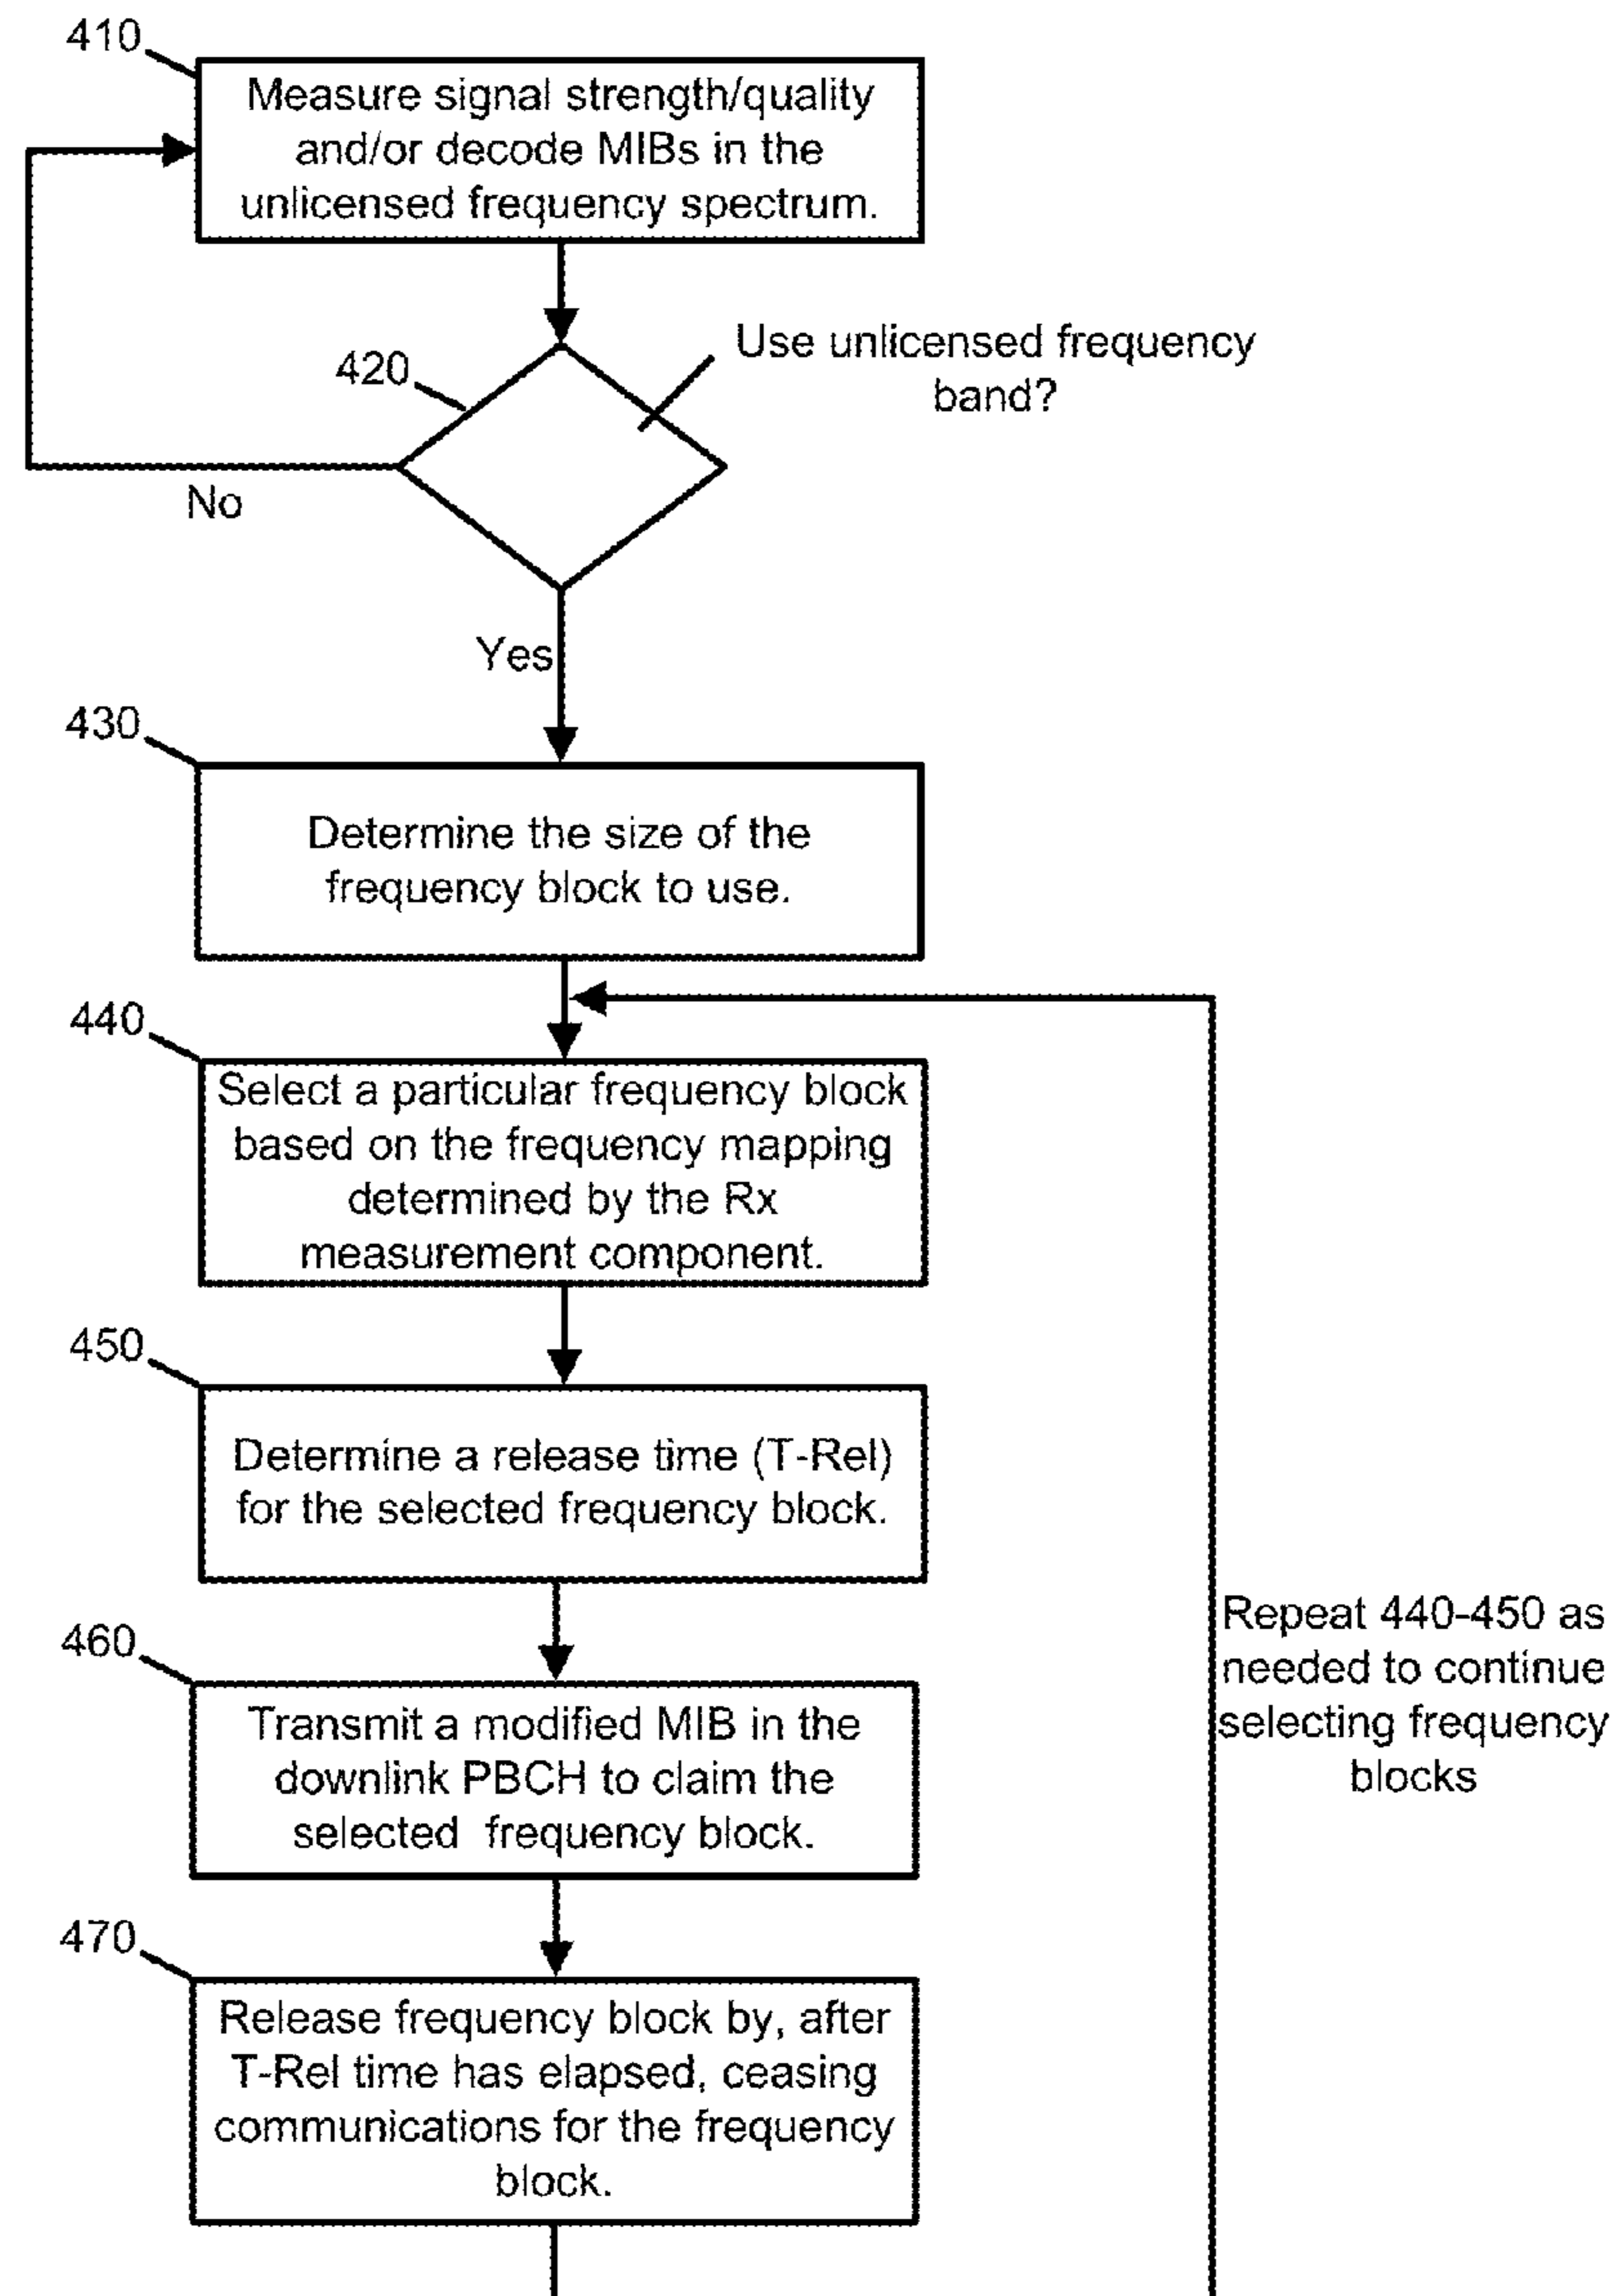 410
Measure signal strength/quality
and/or decode MIBs in the
unlicensed frequency spectrum.
420
Use unlicensed frequency
band?
No
Yes
430
Determine the size of the
frequency block to use.
440
Select a particular frequency block
based on the frequency mapping
determined by the Rx
measurement component.
450
Determine a release time (T-Rel)
for the selected frequency block.
460
Transmit a modified MIB in the
downlink PBCH to claim the
selected frequency block.
470
Release frequency block by, after
T-Rel time has elapsed, ceasing
communications for the frequency
block.
Repeat 440-450 as
needed to continue
selecting frequency
blocks